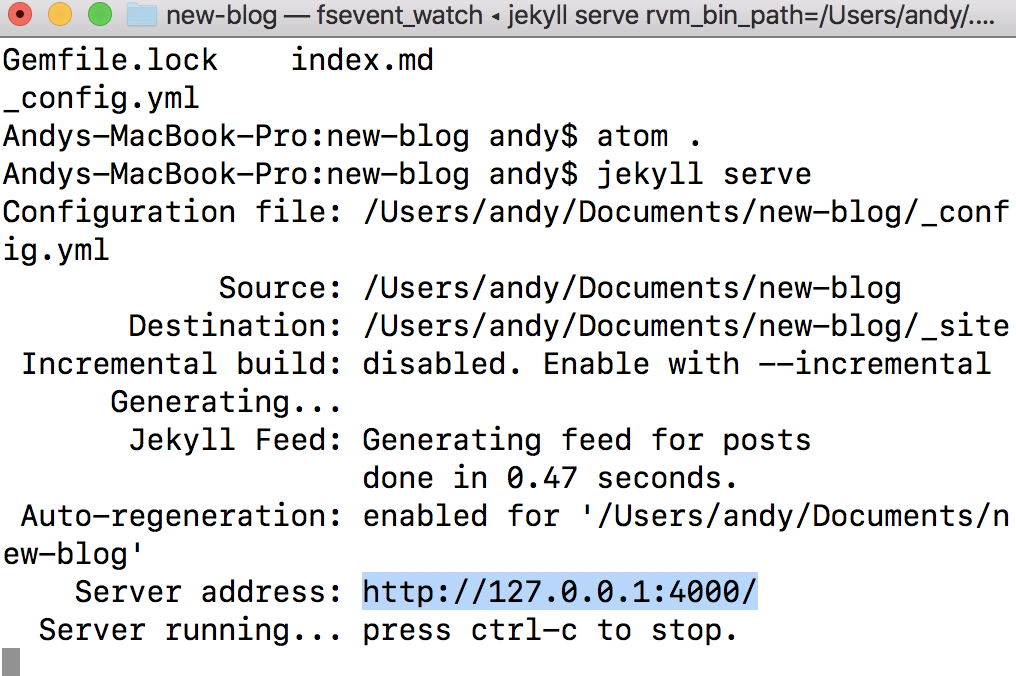 new-blog — fsevent_watch ◂ jekyll serve rvm_bin_path=/Users/andy/....
Gemfile.lock    index.md
_config.yml
Andys-MacBook-Pro:new-blog andy$ atom .
Andys-MacBook-Pro:new-blog andy$ jekyll serve
Configuration file: /Users/andy/Documents/new-blog/_conf
ig.yml
            Source: /Users/andy/Documents/new-blog
       Destination: /Users/andy/Documents/new-blog/_site
 Incremental build: disabled. Enable with --incremental
      Generating...
       Jekyll Feed: Generating feed for posts
                    done in 0.47 seconds.
 Auto-regeneration: enabled for '/Users/andy/Documents/n
ew-blog'
    Server address: http://127.0.0.1:4000/
  Server running... press ctrl-c to stop.